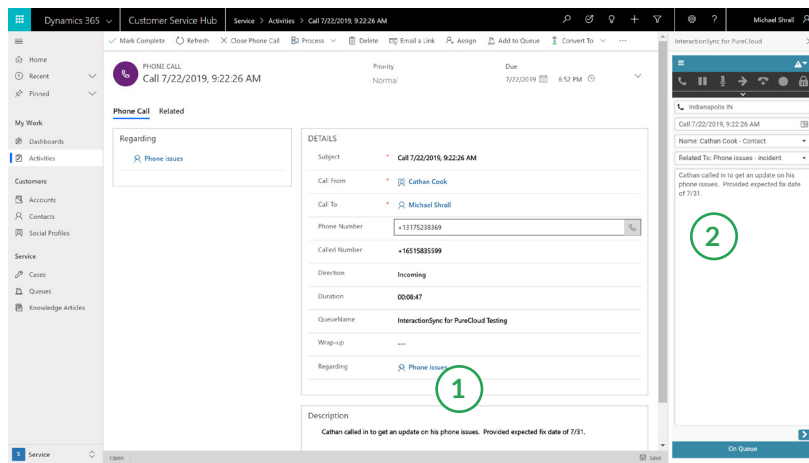 Dynamics 365
Customer Service Hub
Service > Activities > Call 7/22/2019 9:22:26 AM
?
Michael Shrall
Mark Complete
Refresh
Close Phone Call
Process
Delete
Email a Link
Assign
Add to Queue
Convert To
...
InteractionSync for PureCloud
Home
Recent
Pinned
My Work
Dashboards
Activities
Customers
Accounts
Contacts
Social Profiles
Service
Cases
Queues
Knowledge Articles
S Service
PHONE CALL
Call 7/22/2019, 9:22:26 AM
Priority
Normal
Due
7/22/2019
6:52 PM
Phone Call
Related
Regarding
Phone issues
DETAILS
Subject * Call 7/22/2019, 9:22:26 AM
Call From * Cathan Cook
Call To * Michael Shrall
Phone Number +13175238369
Called Number +16515835599
Direction Incoming
Duration 00:08:47
QueueName InteractionSync for PureCloud Testing
Wrap-up ---
Regarding Phone issues
1
Description
Cathan called in to get an update on his phone issues. Provided expected fix date of 7/31.
Open
Save
Indianapolis IN
Call 7/22/2019, 9:22:26 AM
Name: Cathan Cook - Contact
Related To: Phone issues - incident
Cathan called in to get an update on his
phone issues. Provided expected fix date
of 7/31.
2
On Queue